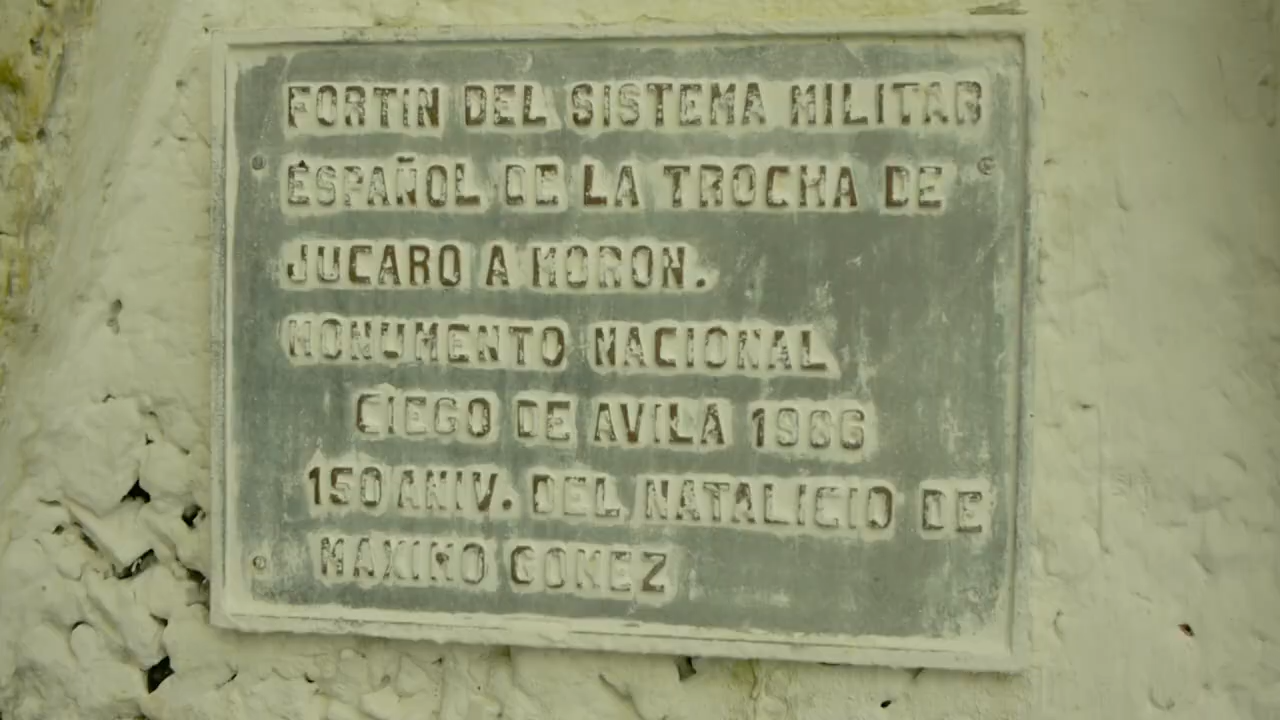 FORTIN DEL SISTEMA MILITAR
ESPAÑOL DE LA TROCHA DE
JUCARO A MORON.
MONUMENTO NACIONAL
CIEGO DE AVILA 1986
150 ANIV. DEL NATALICIO DE
MAXIMO GOMEZ